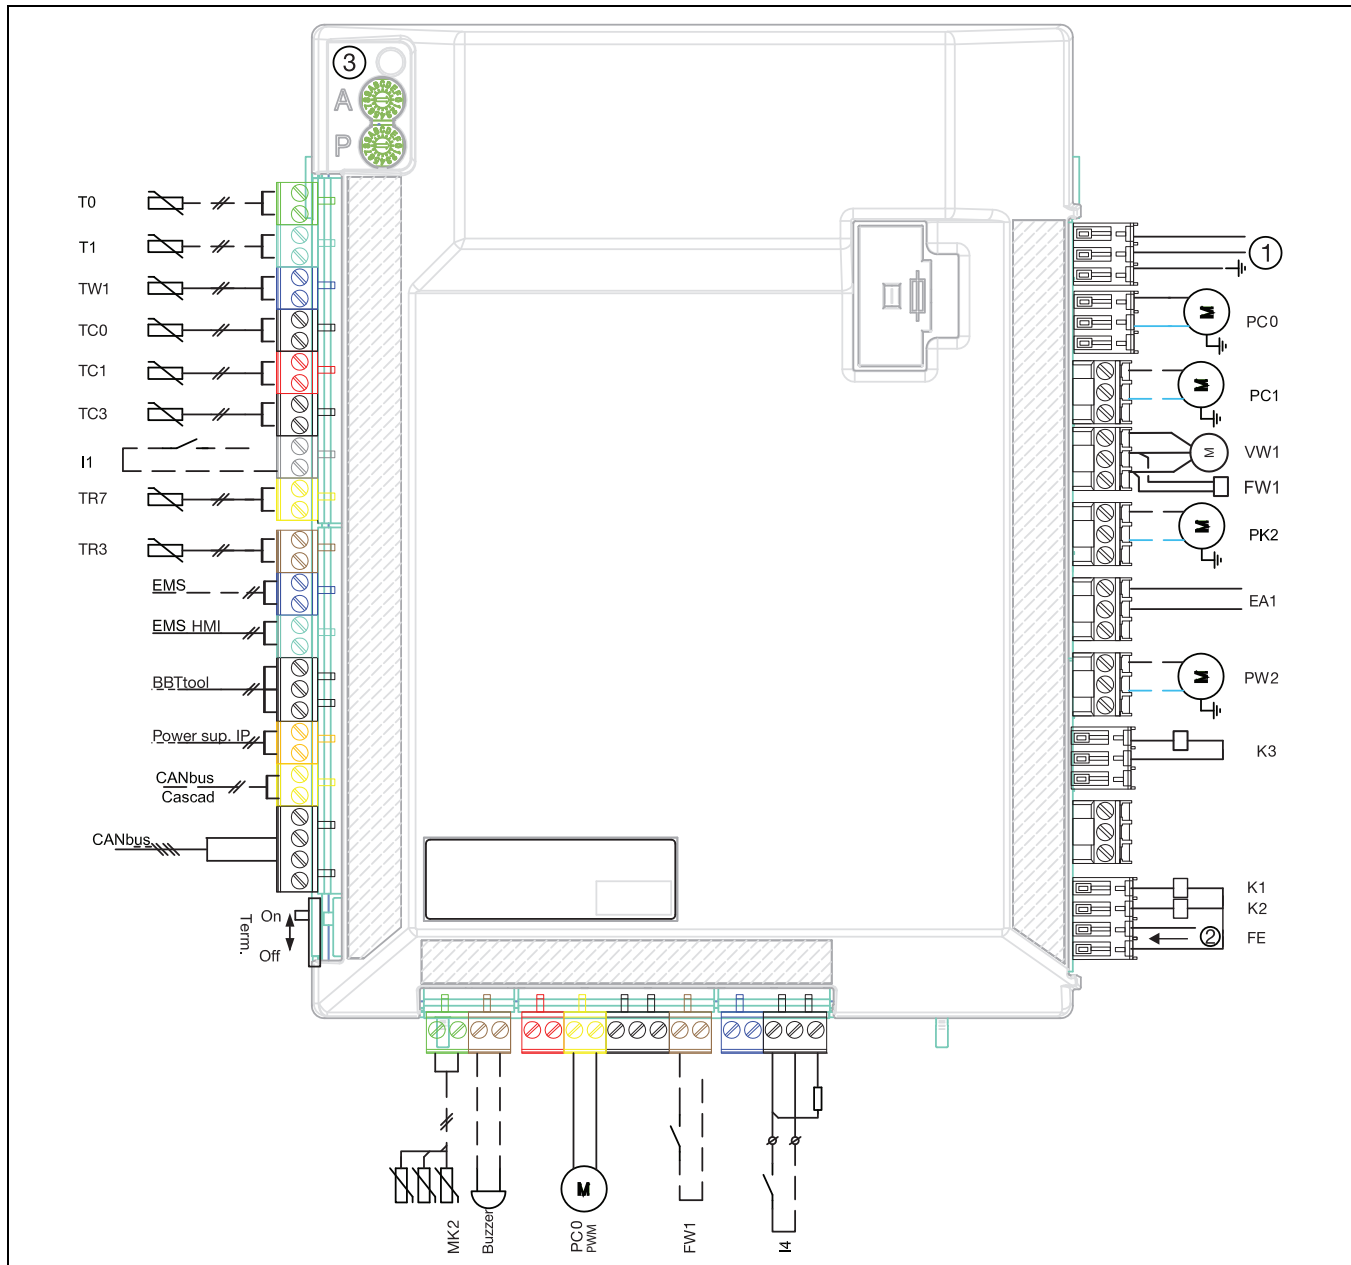 3
A
P
T0
T1
TW1
TC0
TC1
TC3
I1
TR7
TR3
EMS
EMS HMI
BBTtool
Power sup. IP
CANbus
Cascad
CANbus
On
Off
Term.
1
M
PC0
M
PC1
M
VW1
FW1
M
PK2
EA1
M
PW2
K3
K1
K2
2
FE
MK2
Buzzer
M
PC0
PWM
FW1
I4